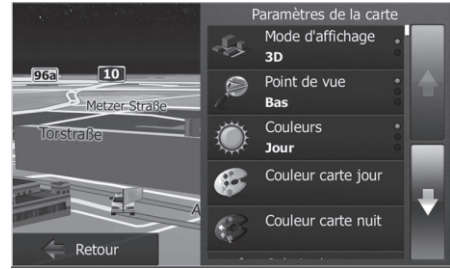 Paramètres de la carte
Mode d'affichage
3D
96a
10
Point de vue
Bas
Metzer Straße
Torstraße
Couleurs
Jour
Couleur carte jour
A
Couleur carte nuit
Retour